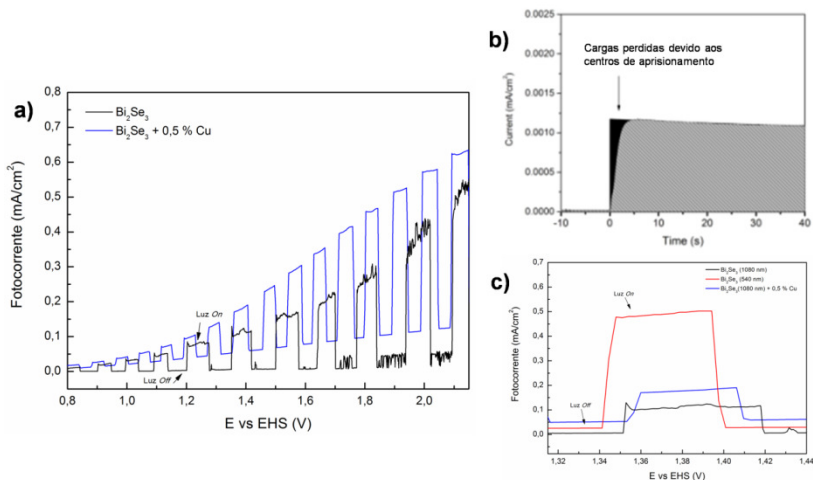 a)
Fotocorrente (mA/cm²)
0,8
0,7
0,6
0,5
0,4
0,3
0,2
0,1
0,0
Bi₂Se₃
Bi₂Se₃ + 0,5 % Cu
Luz On
Luz Off
0,8 1,0 1,2 1,4 1,6 1,8 2,0
E vs EHS (V)
b)
Current (mA/cm²)
0.0025
0.0020
0.0015
0.0010
0.0005
0.0000
Cargas perdidas devido aos
centros de aprisionamento
-10 0 10 20 30 40
Time (s)
c)
Fotocorrente (mA/cm²)
0,7
0,6
0,5
0,4
0,3
0,2
0,1
0,0
Bi₂Se₃ (1080 nm)
Bi₂Se₃ (540 nm)
Bi₂Se₃(1080 nm) + 0.5 % Cu
Luz On
Luz Off
1,32 1,34 1,36 1,38 1,40 1,42 1,44
E vs EHS (V)